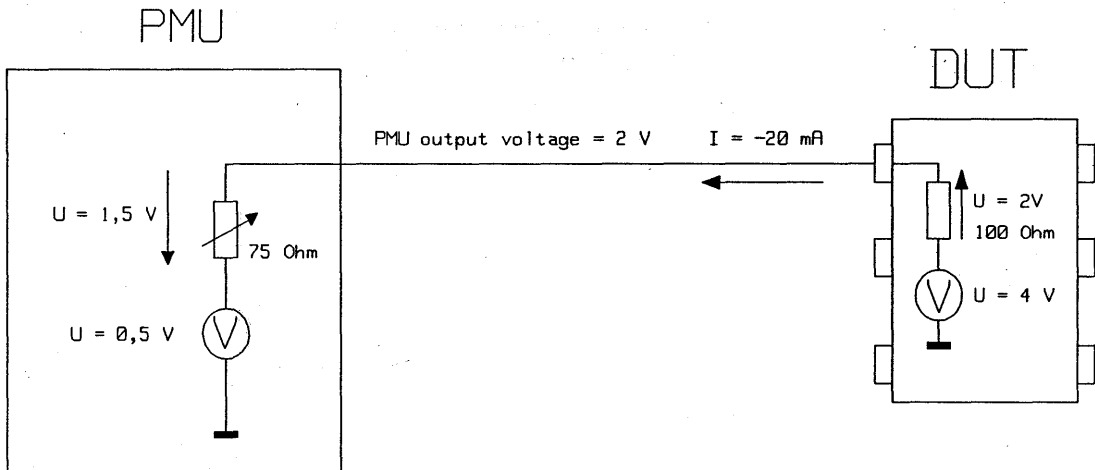 PMU
DUT
PMU output voltage = 2 V
I = -20 mA
U = 1,5 V
75 Ohm
U = 0,5 V
V
U = 2V
100 Ohm
V
U = 4 V